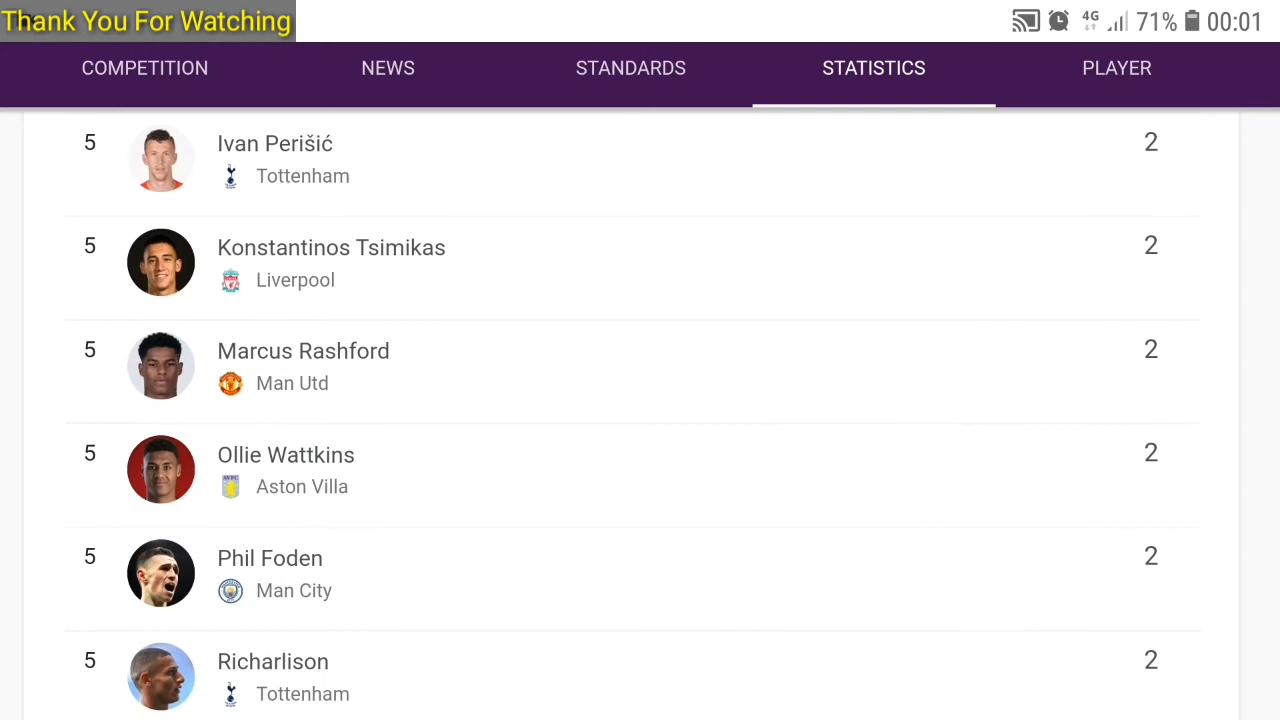 Thank You For Watching
4G 71% 00:01
COMPETITION NEWS STANDARDS STATISTICS PLAYER
5 Ivan Perišić 2
Tottenham
5 Konstantinos Tsimikas 2
Liverpool
5 Marcus Rashford 2
Man Utd
5 Ollie Wattkins 2
AVFC Aston Villa
5 Phil Foden 2
Man City
5 Richarlison 2
Tottenham